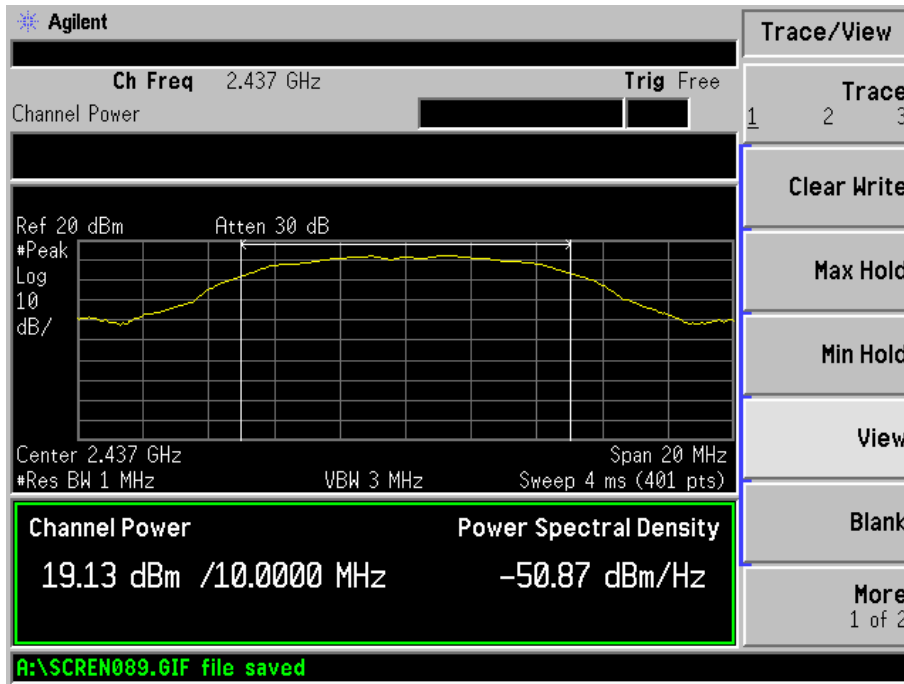 Agilent
Trace/View
Ch Freq 2.437 GHz Trig Free
Channel Power
Trace
1 2 3
Clear Write
Max Hold
Min Hold
View
Blank
More
1 of 2
Ref 20 dBm Atten 30 dB
#Peak
Log
10
dB/
Center 2.437 GHz Span 20 MHz
#Res BW 1 MHz VBW 3 MHz Sweep 4 ms (401 pts)
Channel Power Power Spectral Density
19.13 dBm /10.0000 MHz -50.87 dBm/Hz
A:\SCREN089.GIF file saved